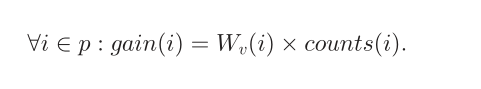 ∀i ∈ p : gain(i) = W_v(i) × counts(i).